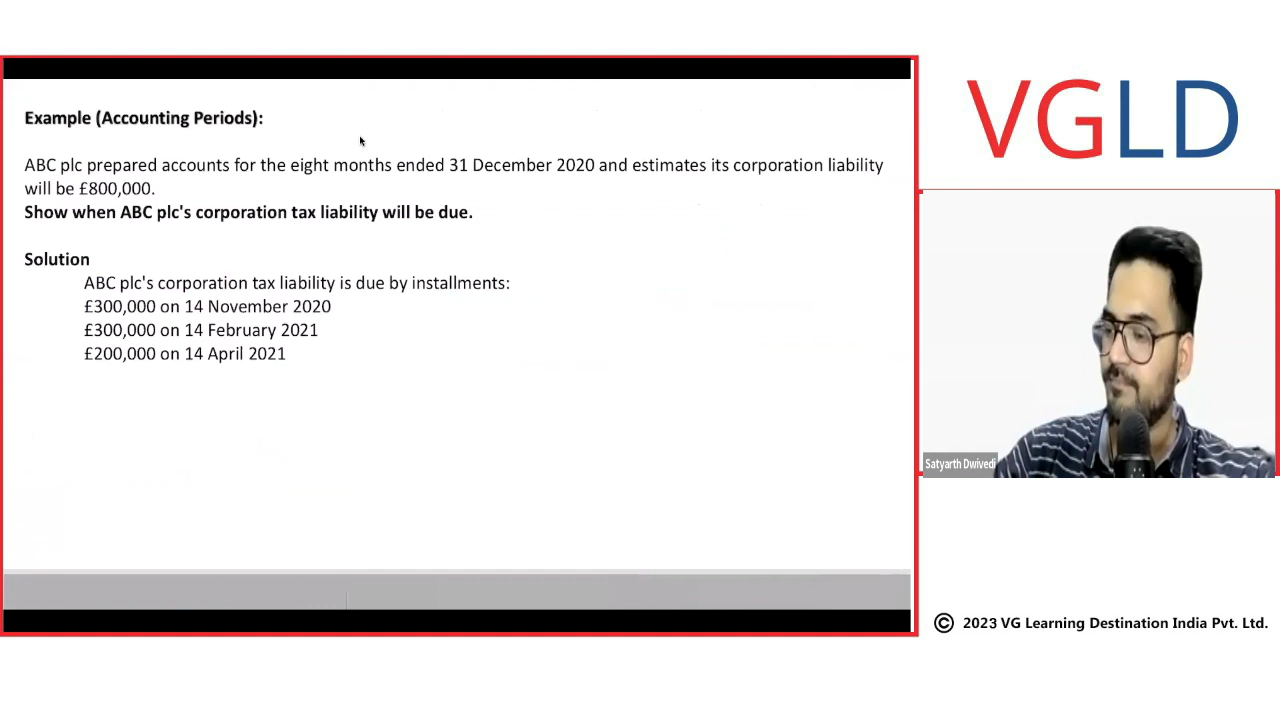 Example (Accounting Periods):
ABC plc prepared accounts for the eight months ended 31 December 2020 and estimates its corporation liability
will be £800,000.
Show when ABC plc's corporation tax liability will be due.
Solution
ABC plc's corporation tax liability is due by installments:
£300,000 on 14 November 2020
£300,000 on 14 February 2021
£200,000 on 14 April 2021
VGLD
Satyarth Dwivedi
© 2023 VG Learning Destination India Pvt. Ltd.